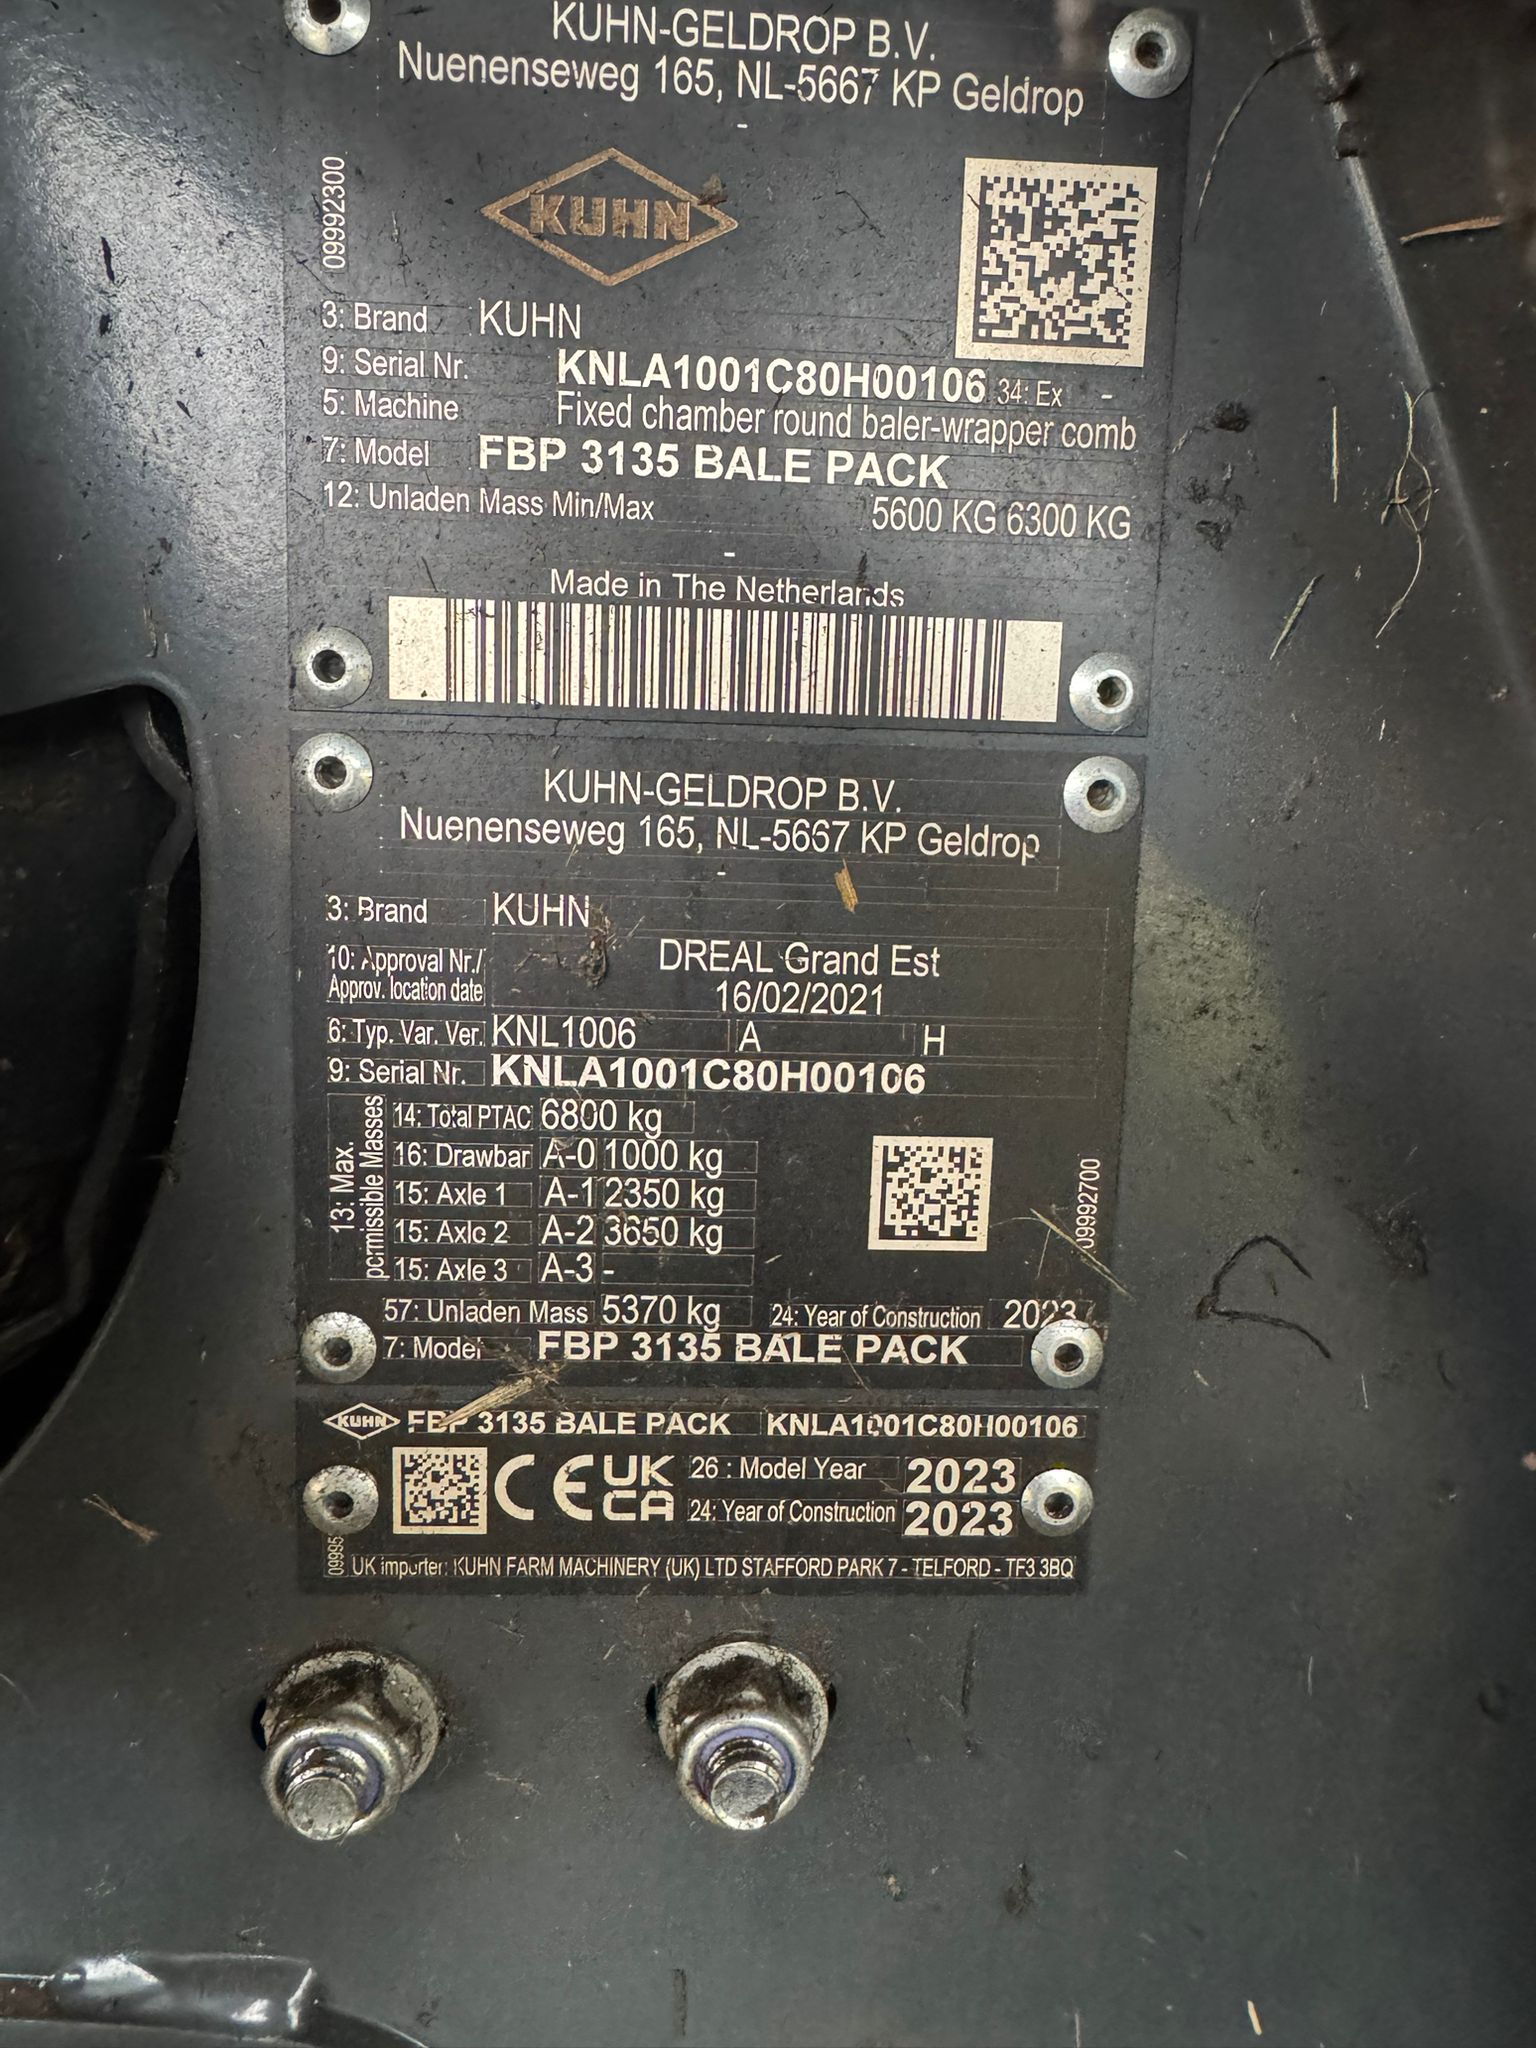 KUHN-GELDROP B.V.
Nuenenseweg 165, NL-5667 KP Geldrop
-
09992300
KUHN
3: Brand KUHN
9: Serial Nr. KNLA1001C80H00106 34: Ex -
5: Machine Fixed chamber round baler-wrapper comb
7: Model FBP 3135 BALE PACK
12: Unladen Mass Min/Max 5600 KG 6300 KG
-
Made in The Netherlands
KUHN-GELDROP B.V.
Nuenenseweg 165, NL-5667 KP Geldrop
-
3: Brand KUHN
10: Approval Nr./ DREAL Grand Est
Approv. location date 16/02/2021
6: Typ. Var. Ver. KNL1006 A H
9: Serial Nr. KNLA1001C80H00106
13: Max.
permissible Masses
14: Total PTAC 6800 kg
16: Drawbar A-0 1000 kg
15: Axle 1 A-1 2350 kg
15: Axle 2 A-2 3650 kg
15: Axle 3 A-3 -
09992700
57: Unladen Mass 5370 kg 24: Year of Construction 2023
7: Model FBP 3135 BALE PACK
KUHN FBP 3135 BALE PACK KNLA1001C80H00106
CE UK CA 26 : Model Year 2023
24: Year of Construction 2023
09995
UK importer: KUHN FARM MACHINERY (UK) LTD STAFFORD PARK 7 - TELFORD - TF3 3BQ